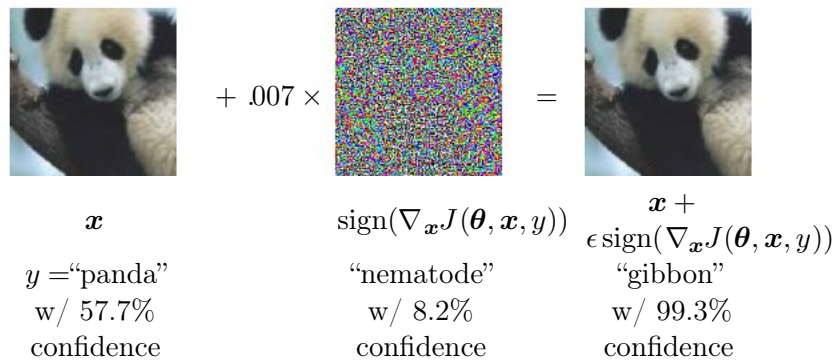 + .007 × =
x
y =“panda”
w/ 57.7%
confidence
sign(∇ₓJ(θ, x, y))
“nematode”
w/ 8.2%
confidence
x +
ϵ sign(∇ₓJ(θ, x, y))
“gibbon”
w/ 99.3%
confidence